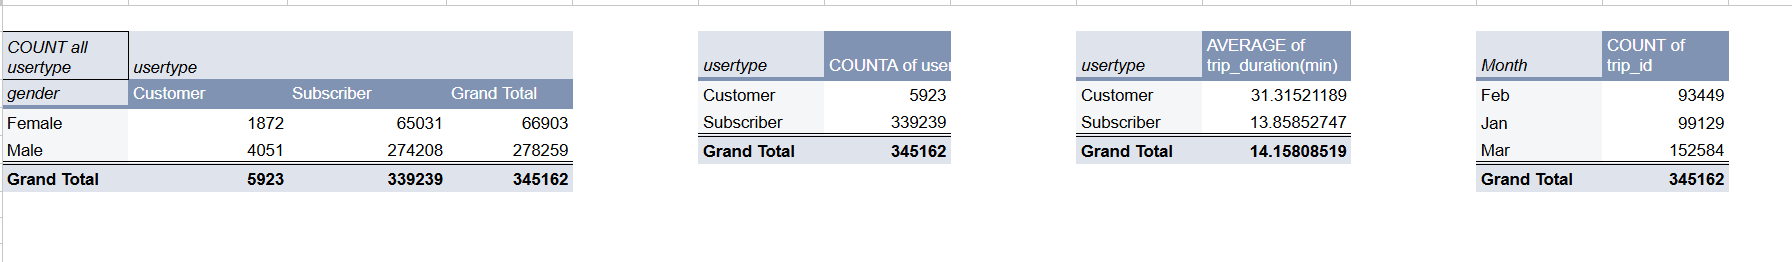 COUNT all
usertype usertype
gender Customer Subscriber Grand Total
Female 1872 65031 66903
Male 4051 274208 278259
Grand Total 5923 339239 345162
usertype COUNTA of user
Customer 5923
Subscriber 339239
Grand Total 345162
AVERAGE of
usertype trip_duration(min)
Customer 31.31521189
Subscriber 13.85852747
Grand Total 14.15808519
COUNT of
Month trip_id
Feb 93449
Jan 99129
Mar 152584
Grand Total 345162